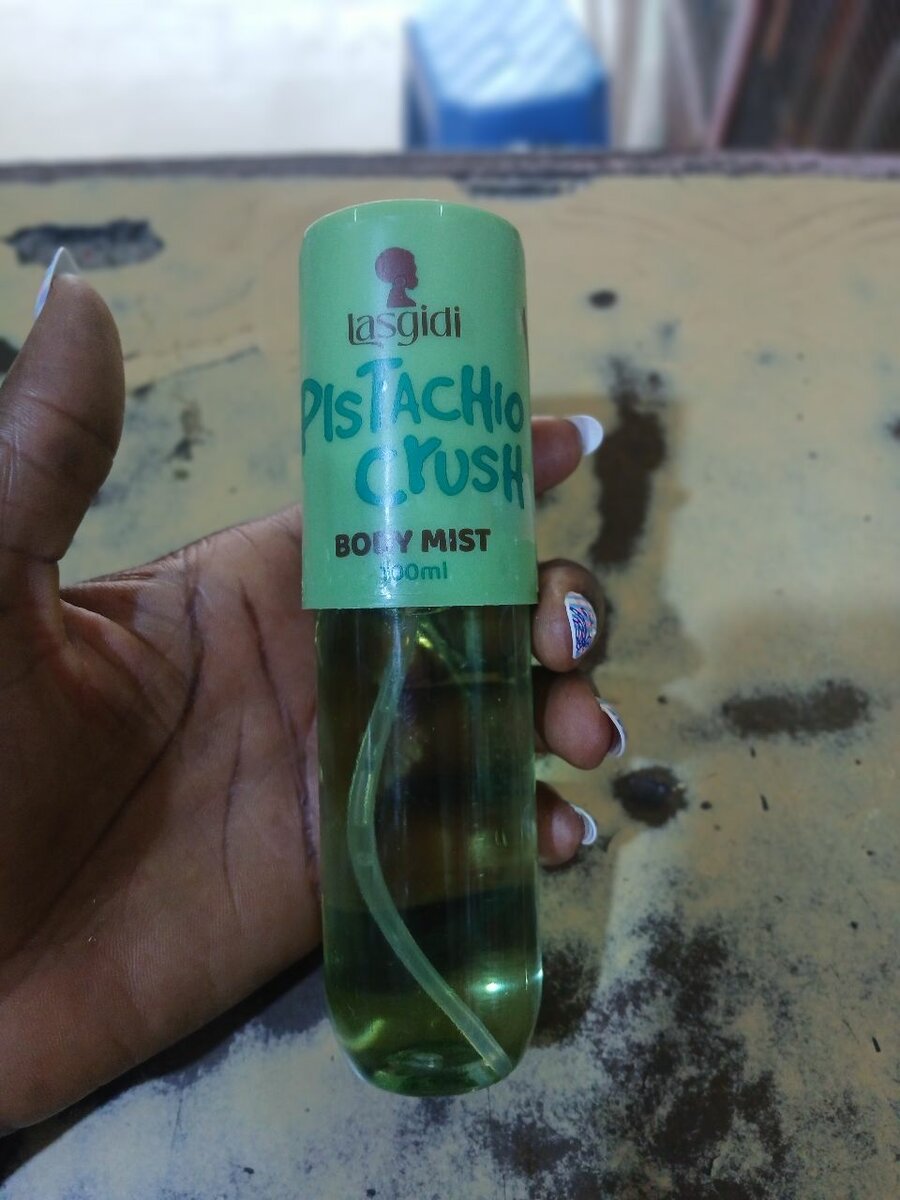 Lasgidi
PISTACHIO
CrUSH
BODY MIST
100ml